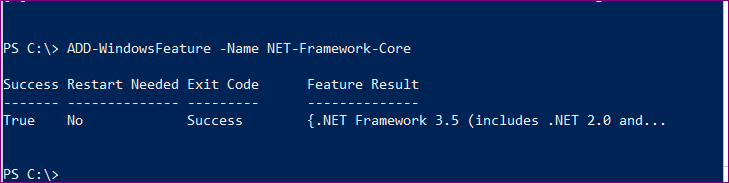 PS C:\> ADD-WindowsFeature -Name NET-Framework-Core
Success Restart Needed Exit Code      Feature Result
------- -------------- ---------      --------------
True    No             Success        {.NET Framework 3.5 (includes .NET 2.0 and...
PS C:\>